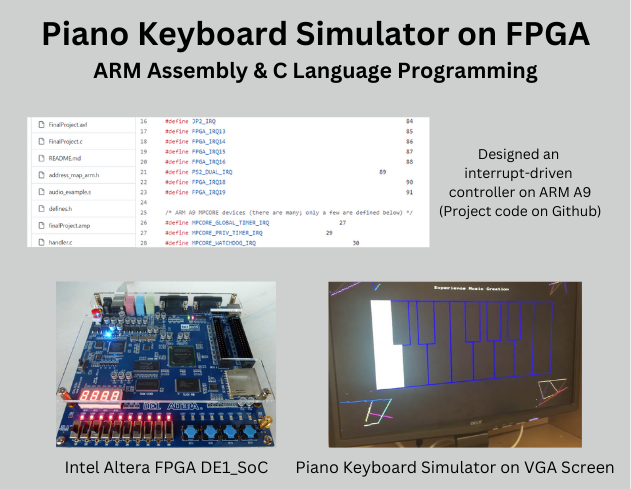 Piano Keyboard Simulator on FPGA
ARM Assembly & C Language Programming
FinalProject.axf
FinalProject.c
README.md
address_map_arm.h
audio_example.s
defines.h
finalProject.amp
handler.c
16 #define JP2_IRQ 84
17 #define FPGA_IRQ13 85
18 #define FPGA_IRQ14 86
19 #define FPGA_IRQ15 87
20 #define FPGA_IRQ16 88
21 #define PS2_DUAL_IRQ 89
22 #define FPGA_IRQ18 90
23 #define FPGA_IRQ19 91
24
25 /* ARM A9 MPCORE devices (there are many; only a few are defined below) */
26 #define MPCORE_GLOBAL_TIMER_IRQ 27
27 #define MPCORE_PRIV_TIMER_IRQ 29
28 #define MPCORE_WATCHDOG_IRQ 30
Designed an
interrupt-driven
controller on ARM A9
(Project code on Github)
Experience Music Creation
DELL
Intel Altera FPGA DE1_SoC
Piano Keyboard Simulator on VGA Screen